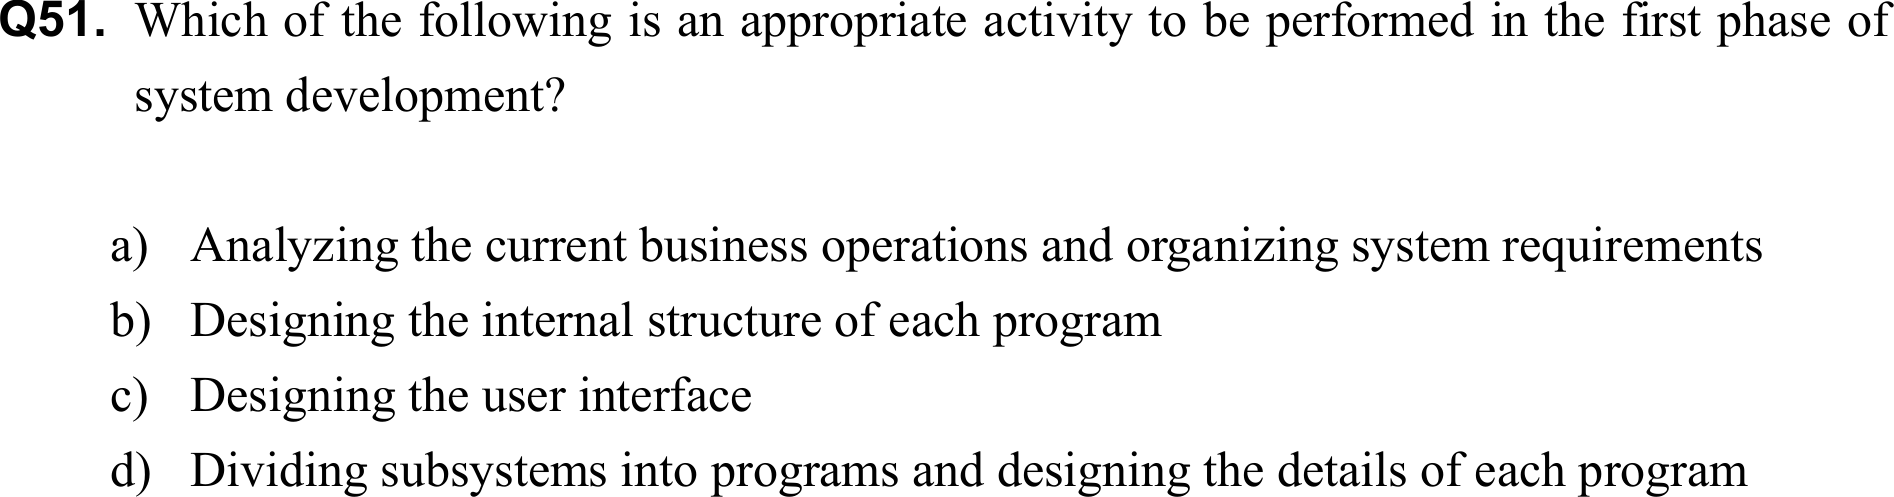 Q51. Which of the following is an appropriate activity to be performed in the first phase of
system development?
a) Analyzing the current business operations and organizing system requirements
b) Designing the internal structure of each program
c) Designing the user interface
d) Dividing subsystems into programs and designing the details of each program